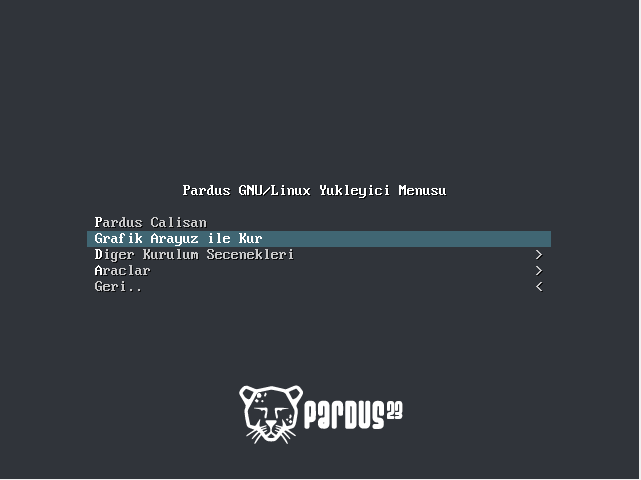 Pardus GNU/Linux Yukleyici Menusu
Pardus Calisan
Grafik Arayuz ile Kur
Diger Kurulum Secenekleri >
Araclar >
Geri.. <
PARDUS 23